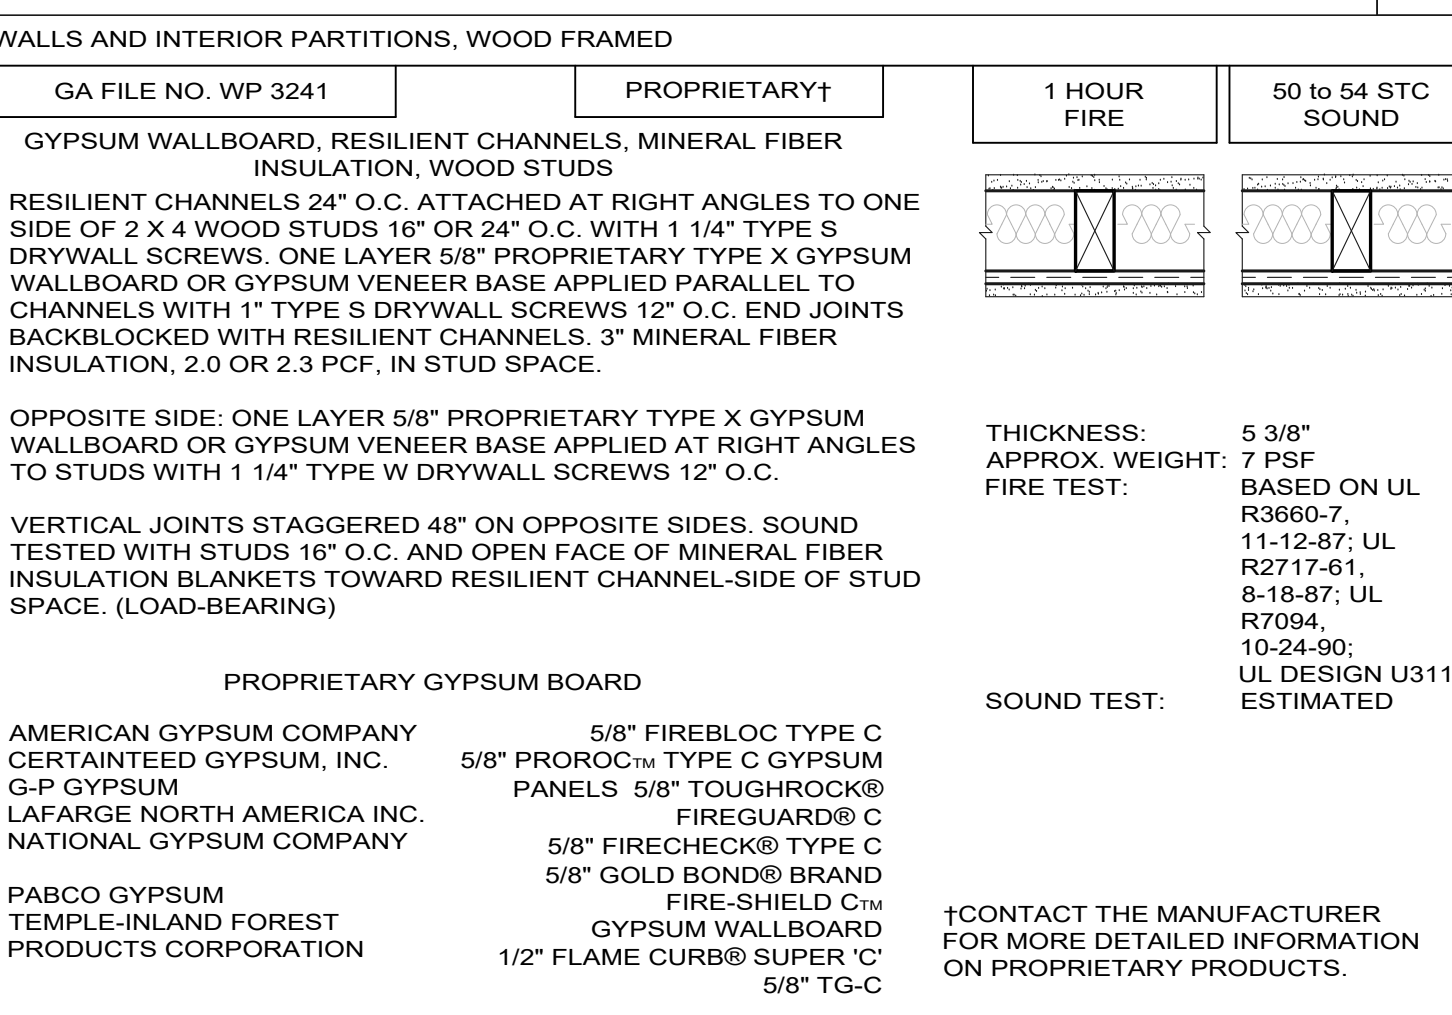 WALLS AND INTERIOR PARTITIONS, WOOD FRAMED
GA FILE NO. WP 3241
PROPRIETARY†
1 HOUR
FIRE
50 to 54 STC
SOUND
GYPSUM WALLBOARD, RESILIENT CHANNELS, MINERAL FIBER
INSULATION, WOOD STUDS
RESILIENT CHANNELS 24" O.C. ATTACHED AT RIGHT ANGLES TO ONE
SIDE OF 2 X 4 WOOD STUDS 16" OR 24" O.C. WITH 1 1/4" TYPE S
DRYWALL SCREWS. ONE LAYER 5/8" PROPRIETARY TYPE X GYPSUM
WALLBOARD OR GYPSUM VENEER BASE APPLIED PARALLEL TO
CHANNELS WITH 1" TYPE S DRYWALL SCREWS 12" O.C. END JOINTS
BACKBLOCKED WITH RESILIENT CHANNELS. 3" MINERAL FIBER
INSULATION, 2.0 OR 2.3 PCF, IN STUD SPACE.
OPPOSITE SIDE: ONE LAYER 5/8" PROPRIETARY TYPE X GYPSUM
WALLBOARD OR GYPSUM VENEER BASE APPLIED AT RIGHT ANGLES
TO STUDS WITH 1 1/4" TYPE W DRYWALL SCREWS 12" O.C.
VERTICAL JOINTS STAGGERED 48" ON OPPOSITE SIDES. SOUND
TESTED WITH STUDS 16" O.C. AND OPEN FACE OF MINERAL FIBER
INSULATION BLANKETS TOWARD RESILIENT CHANNEL-SIDE OF STUD
SPACE. (LOAD-BEARING)
THICKNESS: 5 3/8"
APPROX. WEIGHT: 7 PSF
FIRE TEST: BASED ON UL
R3660-7,
11-12-87; UL
R2717-61,
8-18-87; UL
R7094,
10-24-90;
UL DESIGN U311
SOUND TEST: ESTIMATED
PROPRIETARY GYPSUM BOARD
AMERICAN GYPSUM COMPANY
CERTAINTEED GYPSUM, INC.
G-P GYPSUM
LAFARGE NORTH AMERICA INC.
NATIONAL GYPSUM COMPANY
PABCO GYPSUM
TEMPLE-INLAND FOREST
PRODUCTS CORPORATION
5/8" FIREBLOC TYPE C
5/8" PROROC™ TYPE C GYPSUM
PANELS 5/8" TOUGHROCK®
FIREGUARD® C
5/8" FIRECHECK® TYPE C
5/8" GOLD BOND® BRAND
FIRE-SHIELD C™
GYPSUM WALLBOARD
1/2" FLAME CURB® SUPER 'C'
5/8" TG-C
†CONTACT THE MANUFACTURER
FOR MORE DETAILED INFORMATION
ON PROPRIETARY PRODUCTS.